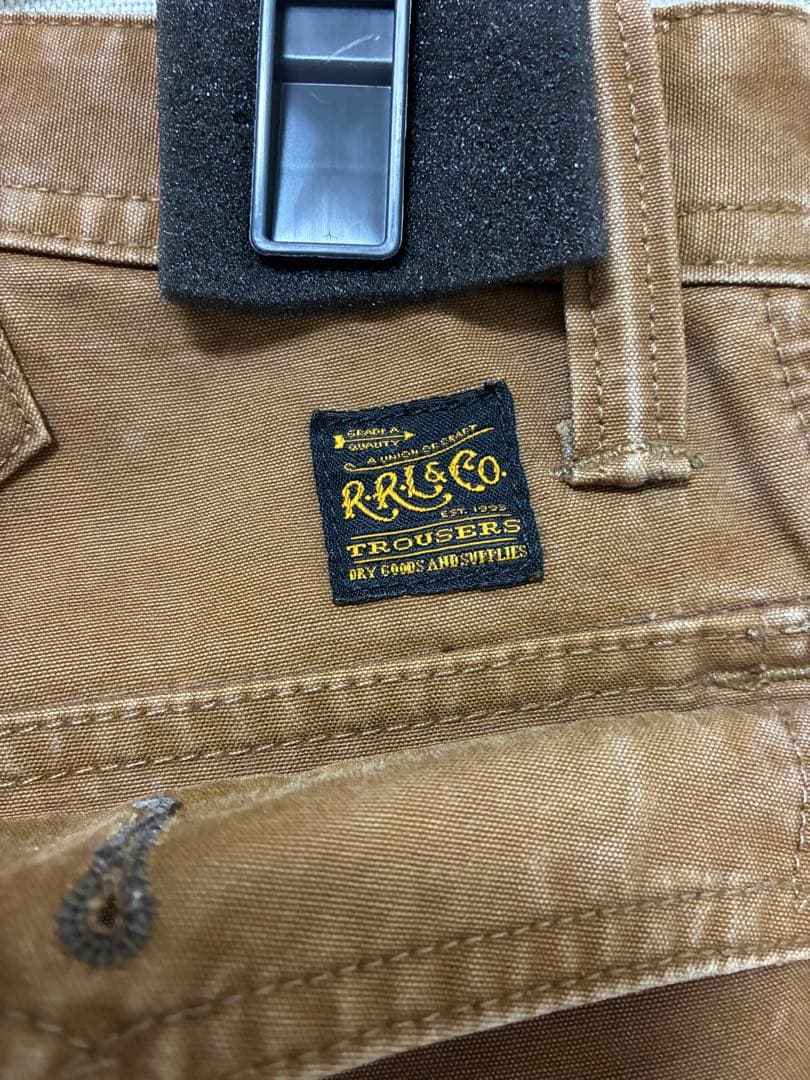 GRADE A
QUALITY
A UNION OF CRAFT
R·R·L & CO.
EST. 1993
TROUSERS
DRY GOODS AND SUPPLIES